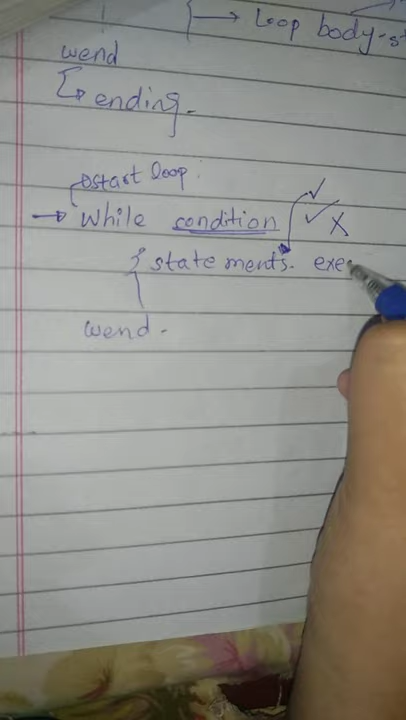 → Loop body-s
wend
↳ ending.
start loop.
→ while condition ✓ ✓ X
{ statements. exe
wend.